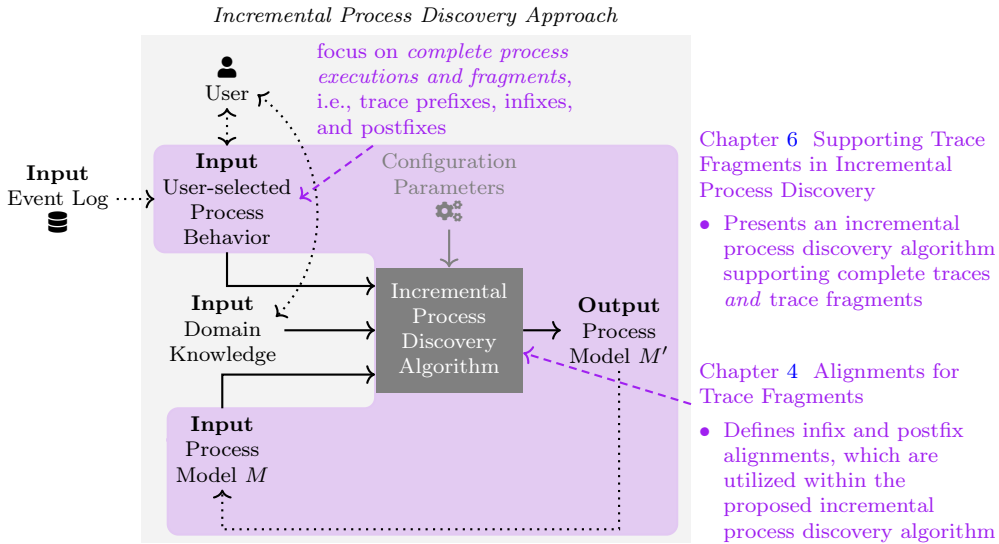 Incremental Process Discovery Approach
focus on complete process
executions and fragments,
i.e., trace prefixes, infixes,
and postfixes
User
Input
Event Log
Input
User-selected
Process
Behavior
Configuration
Parameters
Input
Domain
Knowledge
Incremental
Process
Discovery
Algorithm
Output
Process
Model M′
Input
Process
Model M
Chapter 6 Supporting Trace
Fragments in Incremental
Process Discovery
• Presents an incremental
process discovery algorithm
supporting complete traces
and trace fragments
Chapter 4 Alignments for
Trace Fragments
• Defines infix and postfix
alignments, which are
utilized within the
proposed incremental
process discovery algorithm